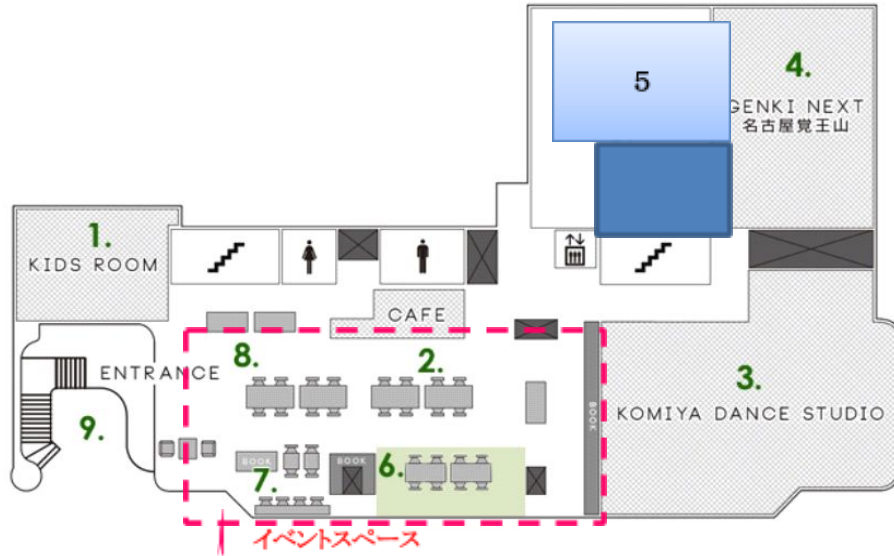 5
4.
GENKI NEXT
名古屋覚王山
1.
KIDS ROOM
CAFE
8.
2.
ENTRANCE
3.
KOMIYA DANCE STUDIO
BOOK
9.
BOOK
BOOK
6.
7.
イベントスペース